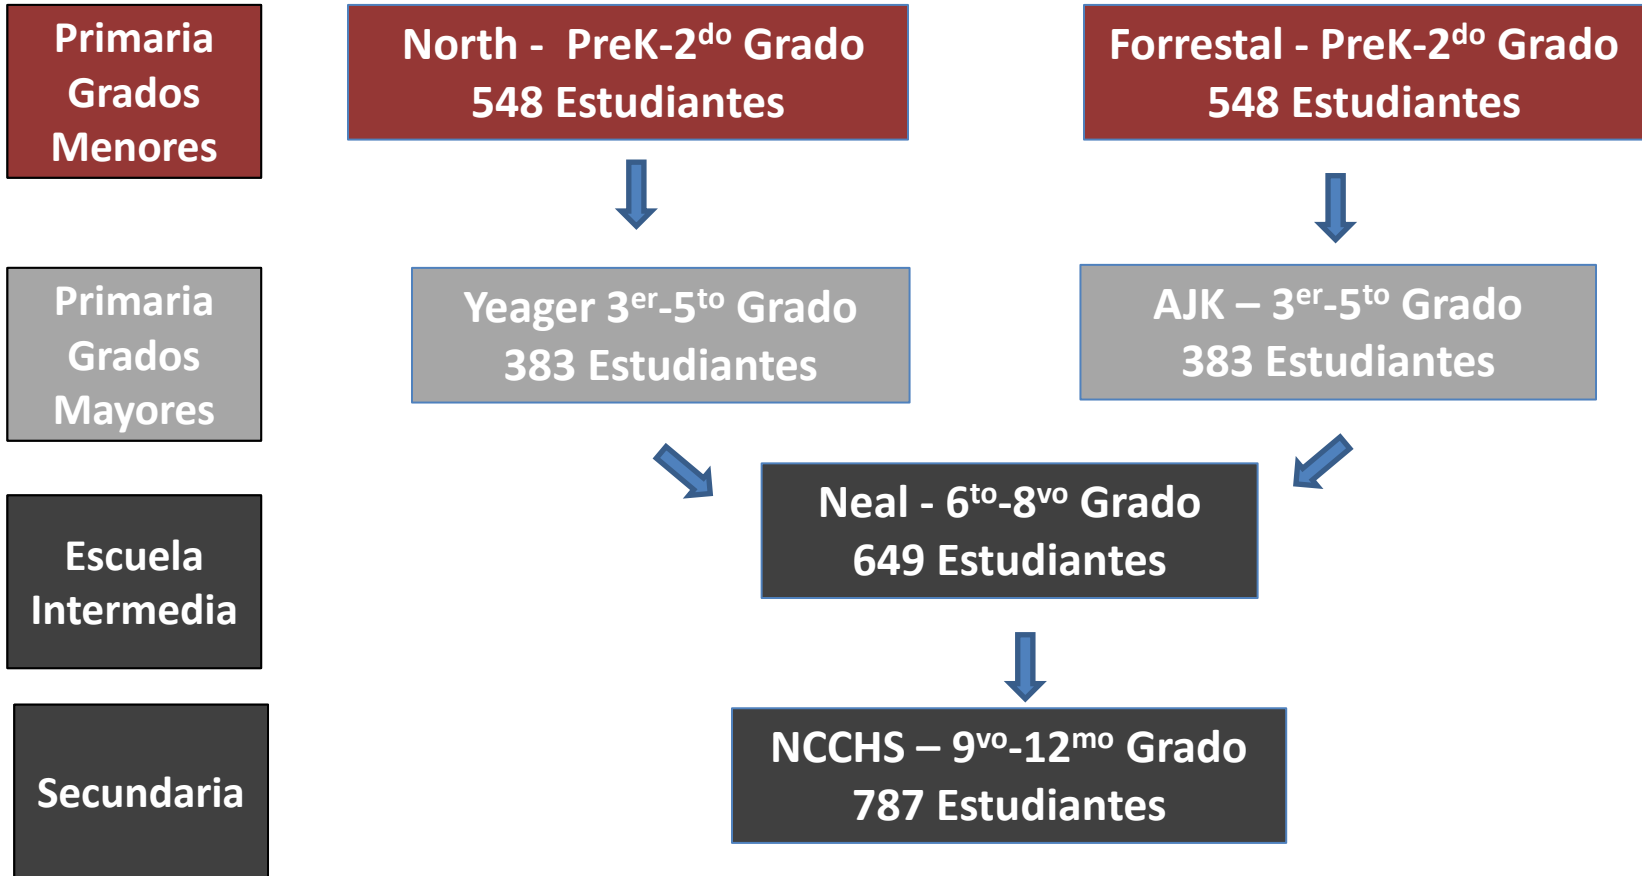 Primaria
Grados
Menores
North - PreK-2do Grado
548 Estudiantes
Forrestal - PreK-2do Grado
548 Estudiantes
Primaria
Grados
Mayores
Yeager 3er-5to Grado
383 Estudiantes
AJK – 3er-5to Grado
383 Estudiantes
Escuela
Intermedia
Neal - 6to-8vo Grado
649 Estudiantes
Secundaria
NCCHS – 9vo-12mo Grado
787 Estudiantes